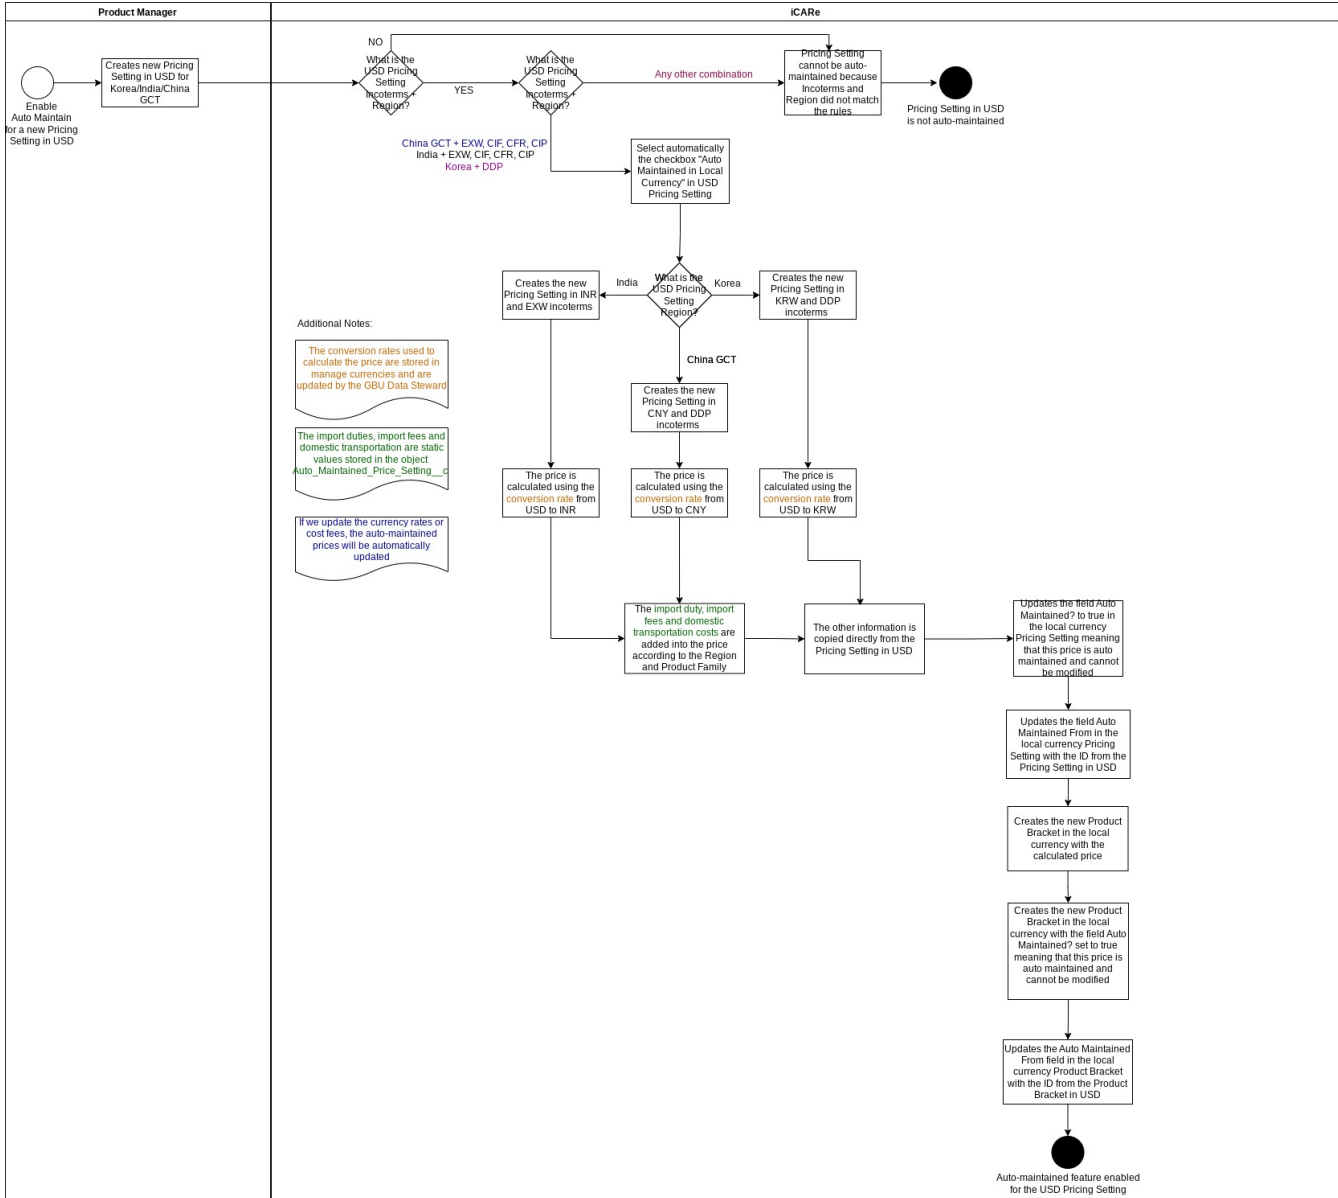 Product Manager
iCARe
Enable
Auto Maintain
for a new Pricing
Setting in USD
Creates new Pricing
Setting in USD for
Korea/India/China
GCT
NO
What is the
USD Pricing
Setting
Incoterms +
Region?
YES
What is the
USD Pricing
Setting
Incoterms +
Region?
Any other combination
Pricing Setting
cannot be auto-
maintained because
Incoterms and
Region did not match
the rules
Pricing Setting in USD
is not auto-maintained
China GCT + EXW, CIF, CFR, CIP
India + EXW, CIF, CFR, CIP
Korea + DDP
Select automatically
the checkbox "Auto
Maintained in Local
Currency" in USD
Pricing Setting
Creates the new
Pricing Setting in INR
and EXW incoterms
India
What is the
USD Pricing
Setting
Region?
Korea
Creates the new
Pricing Setting in
KRW and DDP
incoterms
China GCT
Creates the new
Pricing Setting in
CNY and DDP
incoterms
Additional Notes:
The conversion rates used to
calculate the price are stored in
manage currencies and are
updated by the GBU Data Steward
The import duties, import fees and
domestic transportation are static
values stored in the object
Auto_Maintained_Price_Setting__c
If we update the currency rates or
cost fees, the auto-maintained
prices will be automatically
updated
The price is
calculated using the
conversion rate from
USD to INR
The price is
calculated using the
conversion rate from
USD to CNY
The price is
calculated using the
conversion rate from
USD to KRW
The import duty, import
fees and domestic
transportation costs are
added into the price
according to the Region
and Product Family
The other information is
copied directly from the
Pricing Setting in USD
Updates the field Auto
Maintained? to true in
the local currency
Pricing Setting meaning
that this price is auto
maintained and cannot
be modified
Updates the field Auto
Maintained From in the
local currency Pricing
Setting with the ID from the
Pricing Setting in USD
Creates the new Product
Bracket in the local
currency with the
calculated price
Creates the new Product
Bracket in the local
currency with the field Auto
Maintained? set to true
meaning that this price is
auto maintained and
cannot be modified
Updates the Auto Maintained
From field in the local
currency Product Bracket
with the ID from the Product
Bracket in USD
Auto-maintained feature enabled
for the USD Pricing Setting